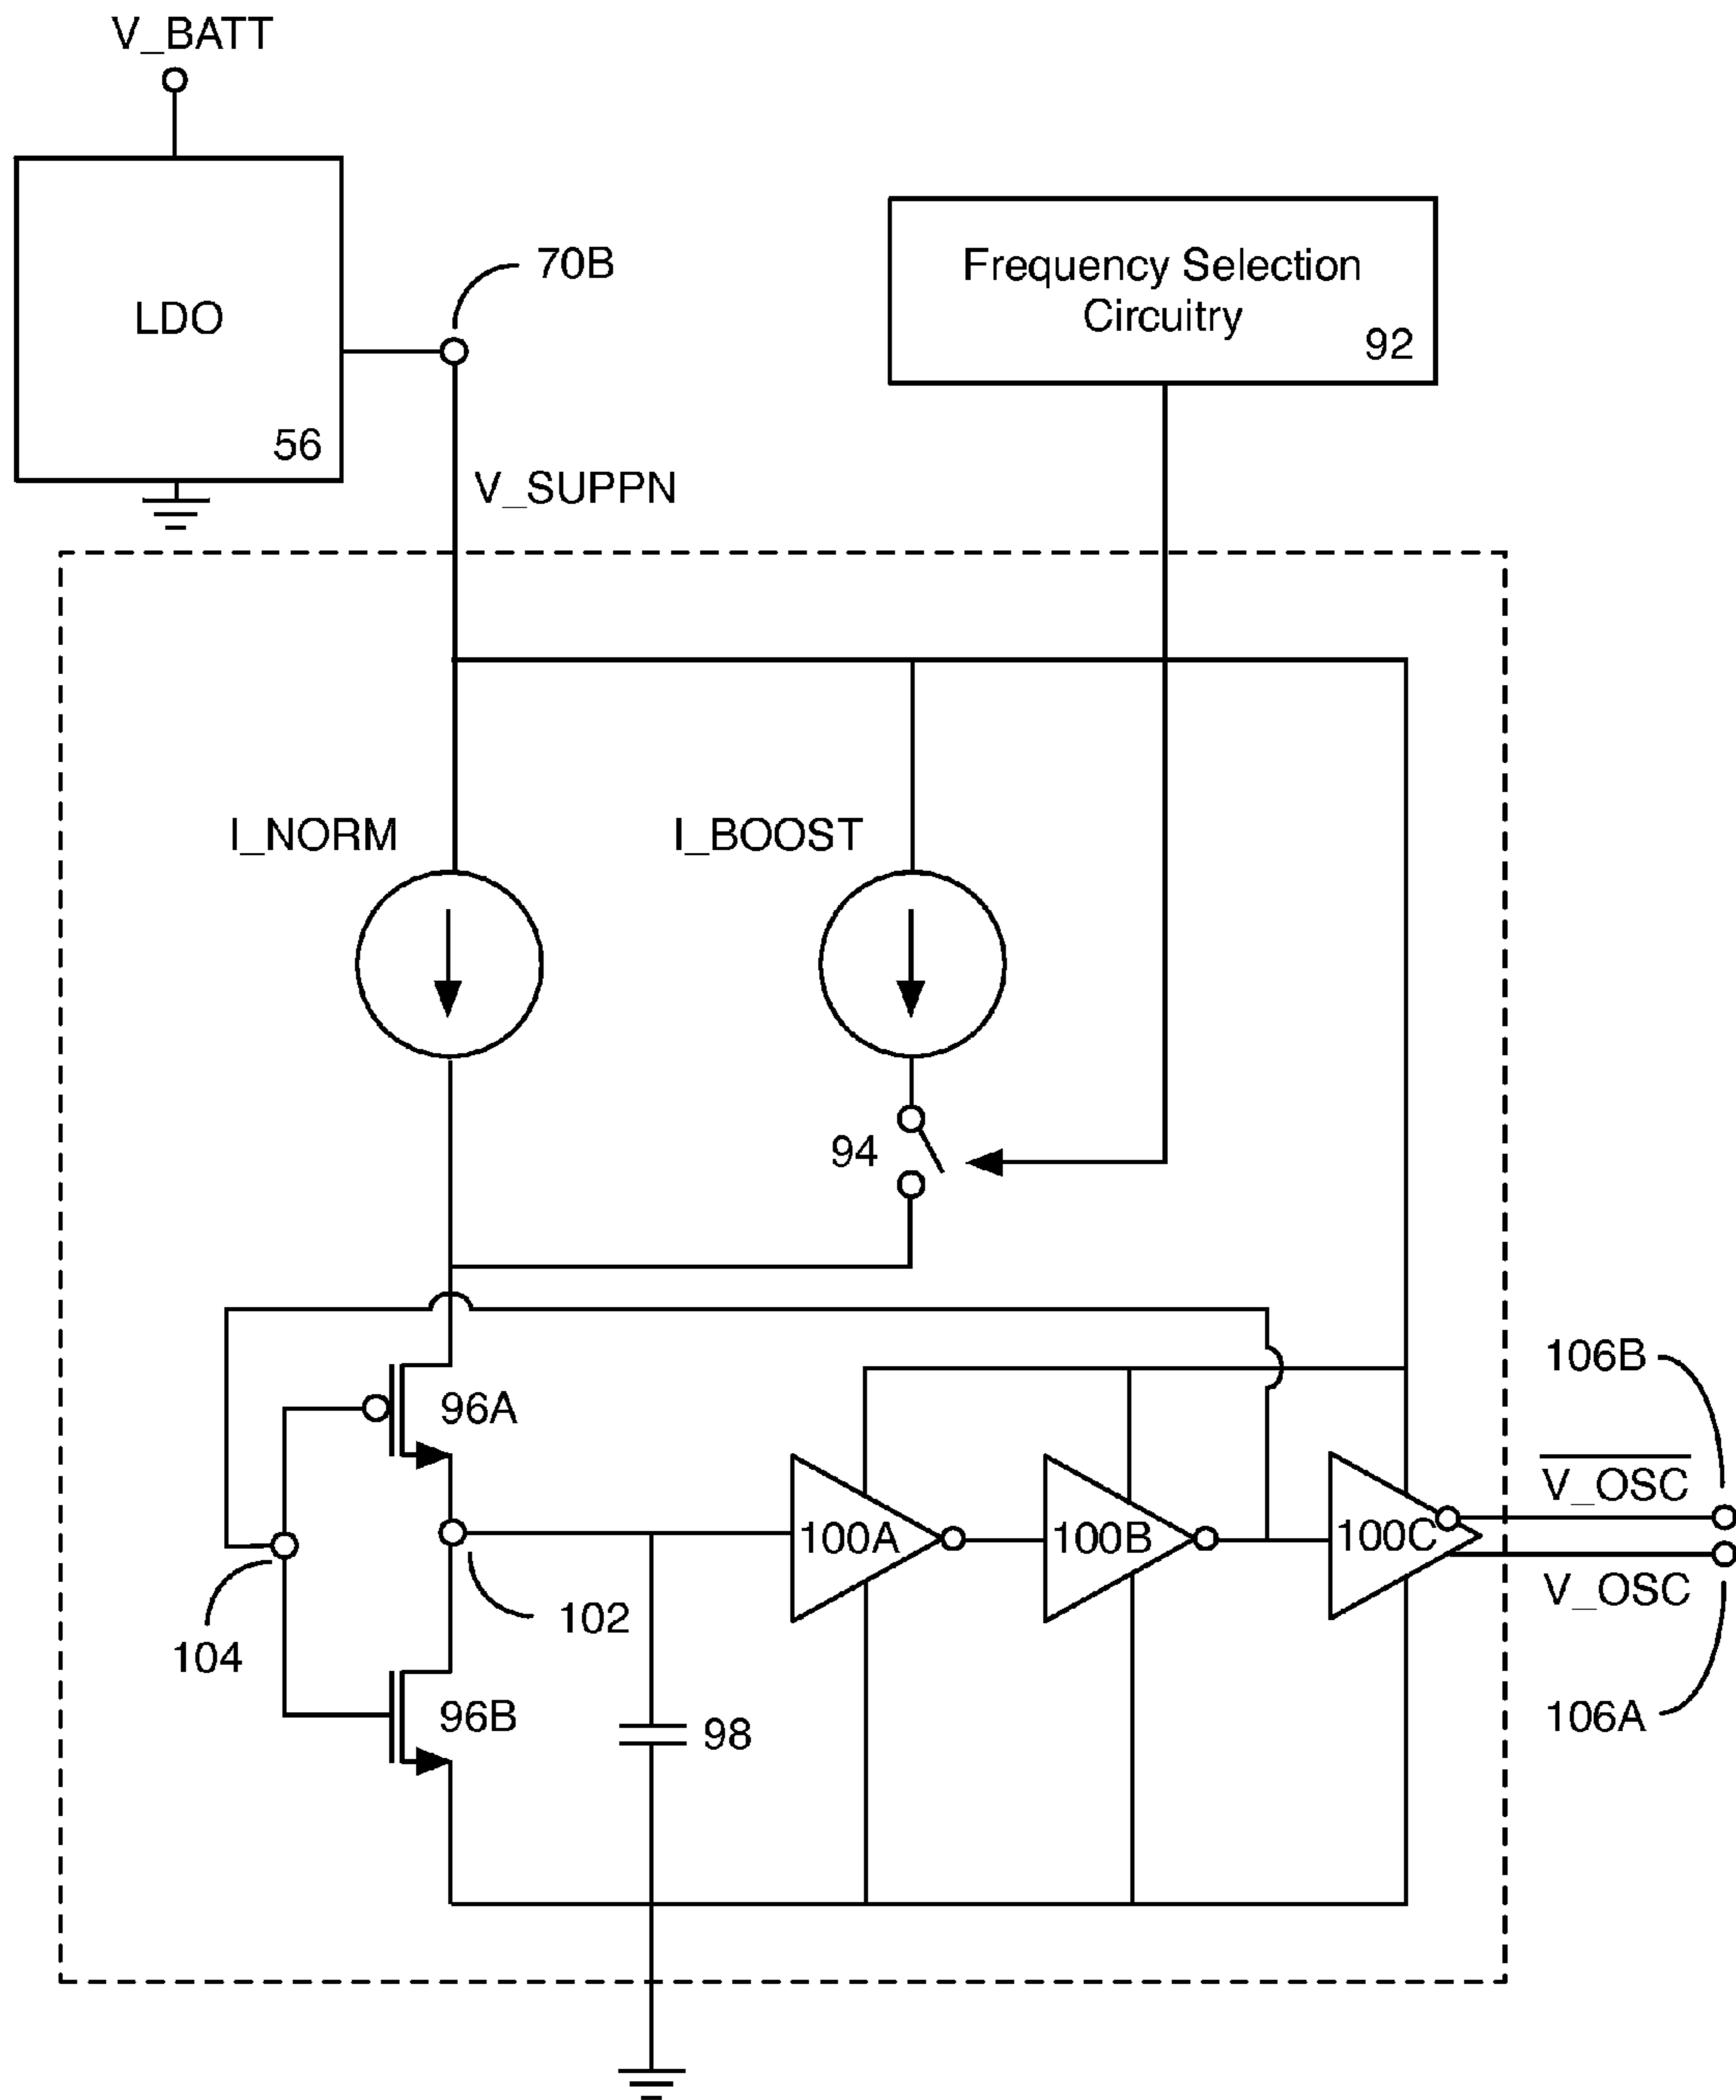 V_BATT
LDO
56
70B
V_SUPPN
Frequency Selection
Circuitry
92
I_NORM
I_BOOST
94
96A
104
102
96B
98
100A
100B
100C
106B
V_OSC
V_OSC
106A